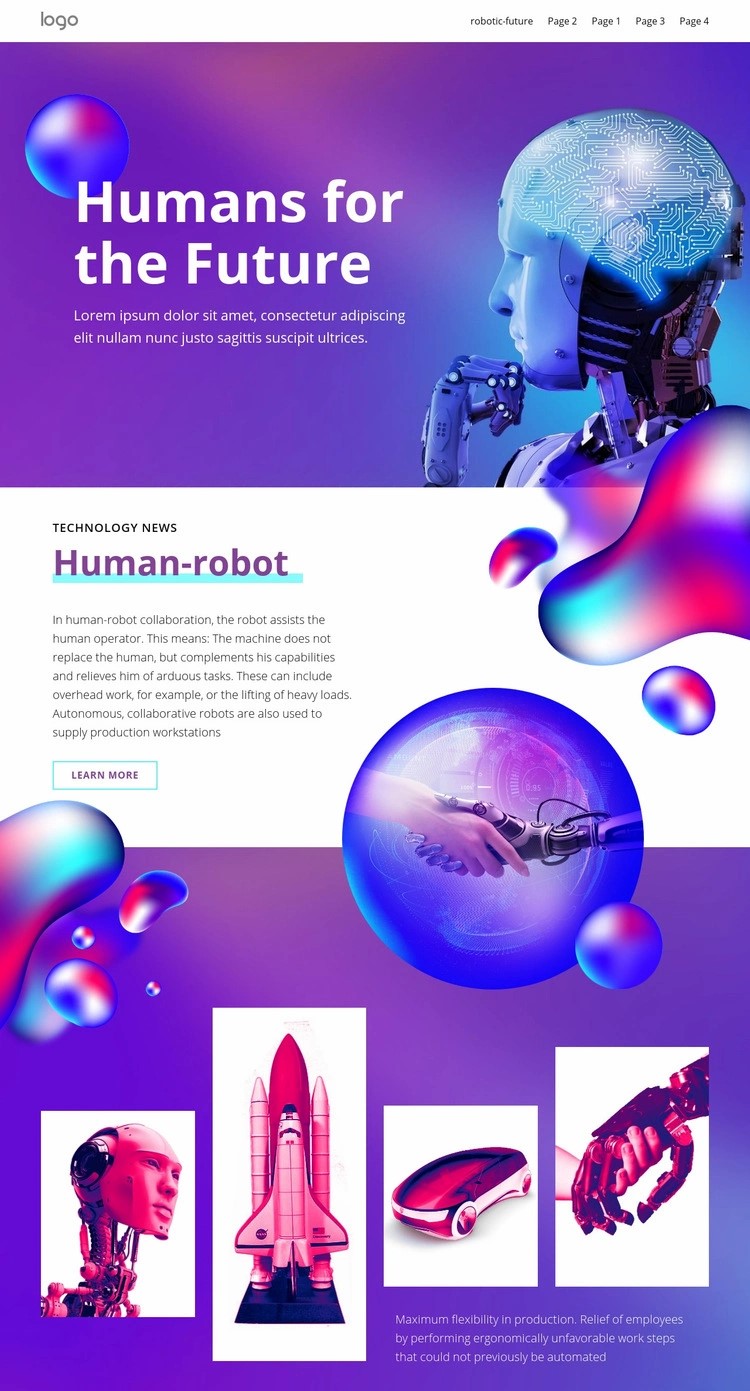 logo
robotic-future Page 2 Page 1 Page 3 Page 4
Humans for
the Future
Lorem ipsum dolor sit amet, consectetur adipiscing
elit nullam nunc justo sagittis suscipit ultrices.
TECHNOLOGY NEWS
Human-robot
In human-robot collaboration, the robot assists the
human operator. This means: The machine does not
replace the human, but complements his capabilities
and relieves him of arduous tasks. These can include
overhead work, for example, or the lifting of heavy loads.
Autonomous, collaborative robots are also used to
supply production workstations
LEARN MORE
0.95
NASA
Maximum flexibility in production. Relief of employees
by performing ergonomically unfavorable work steps
that could not previously be automated